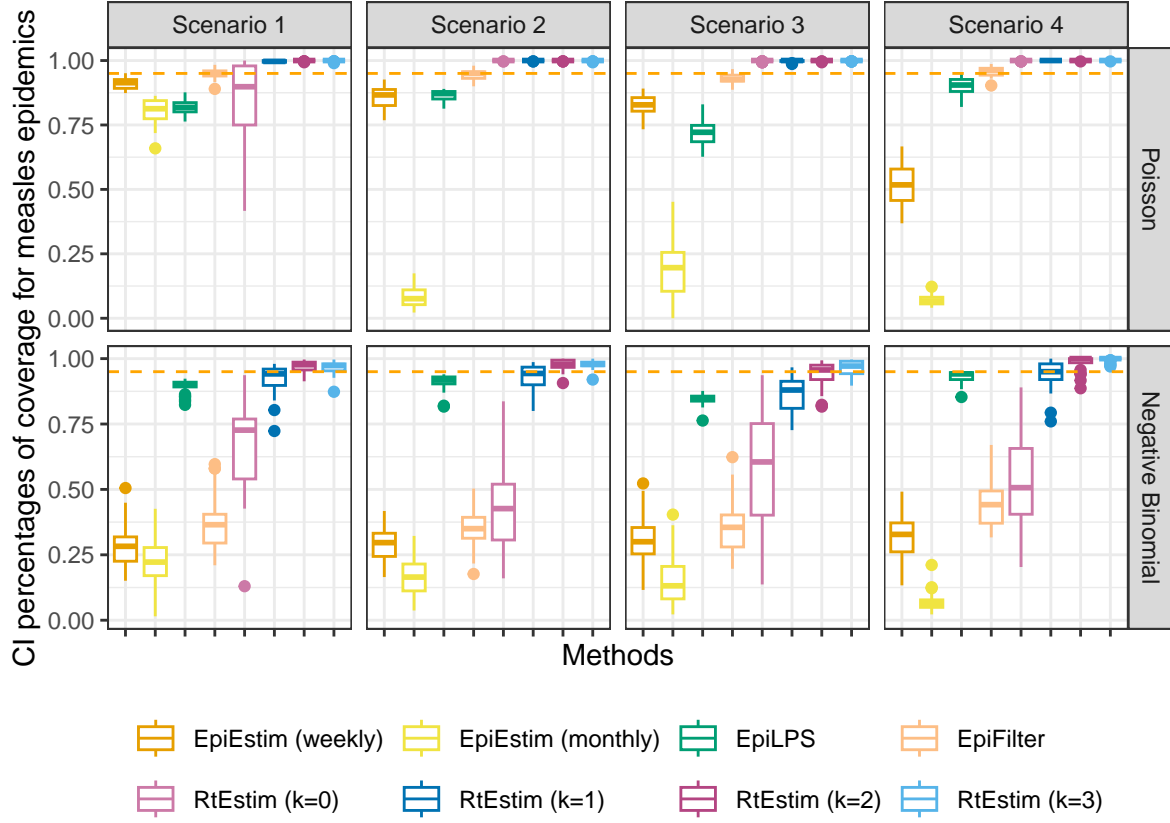 Scenario 1 Scenario 2 Scenario 3 Scenario 4
CI percentages of coverage for measles epidemics
1.00
0.75
0.50
0.25
0.00
Poisson
1.00
0.75
0.50
0.25
0.00
Negative Binomial
Methods
EpiEstim (weekly) EpiEstim (monthly) EpiLPS EpiFilter
RtEstim (k=0) RtEstim (k=1) RtEstim (k=2) RtEstim (k=3)